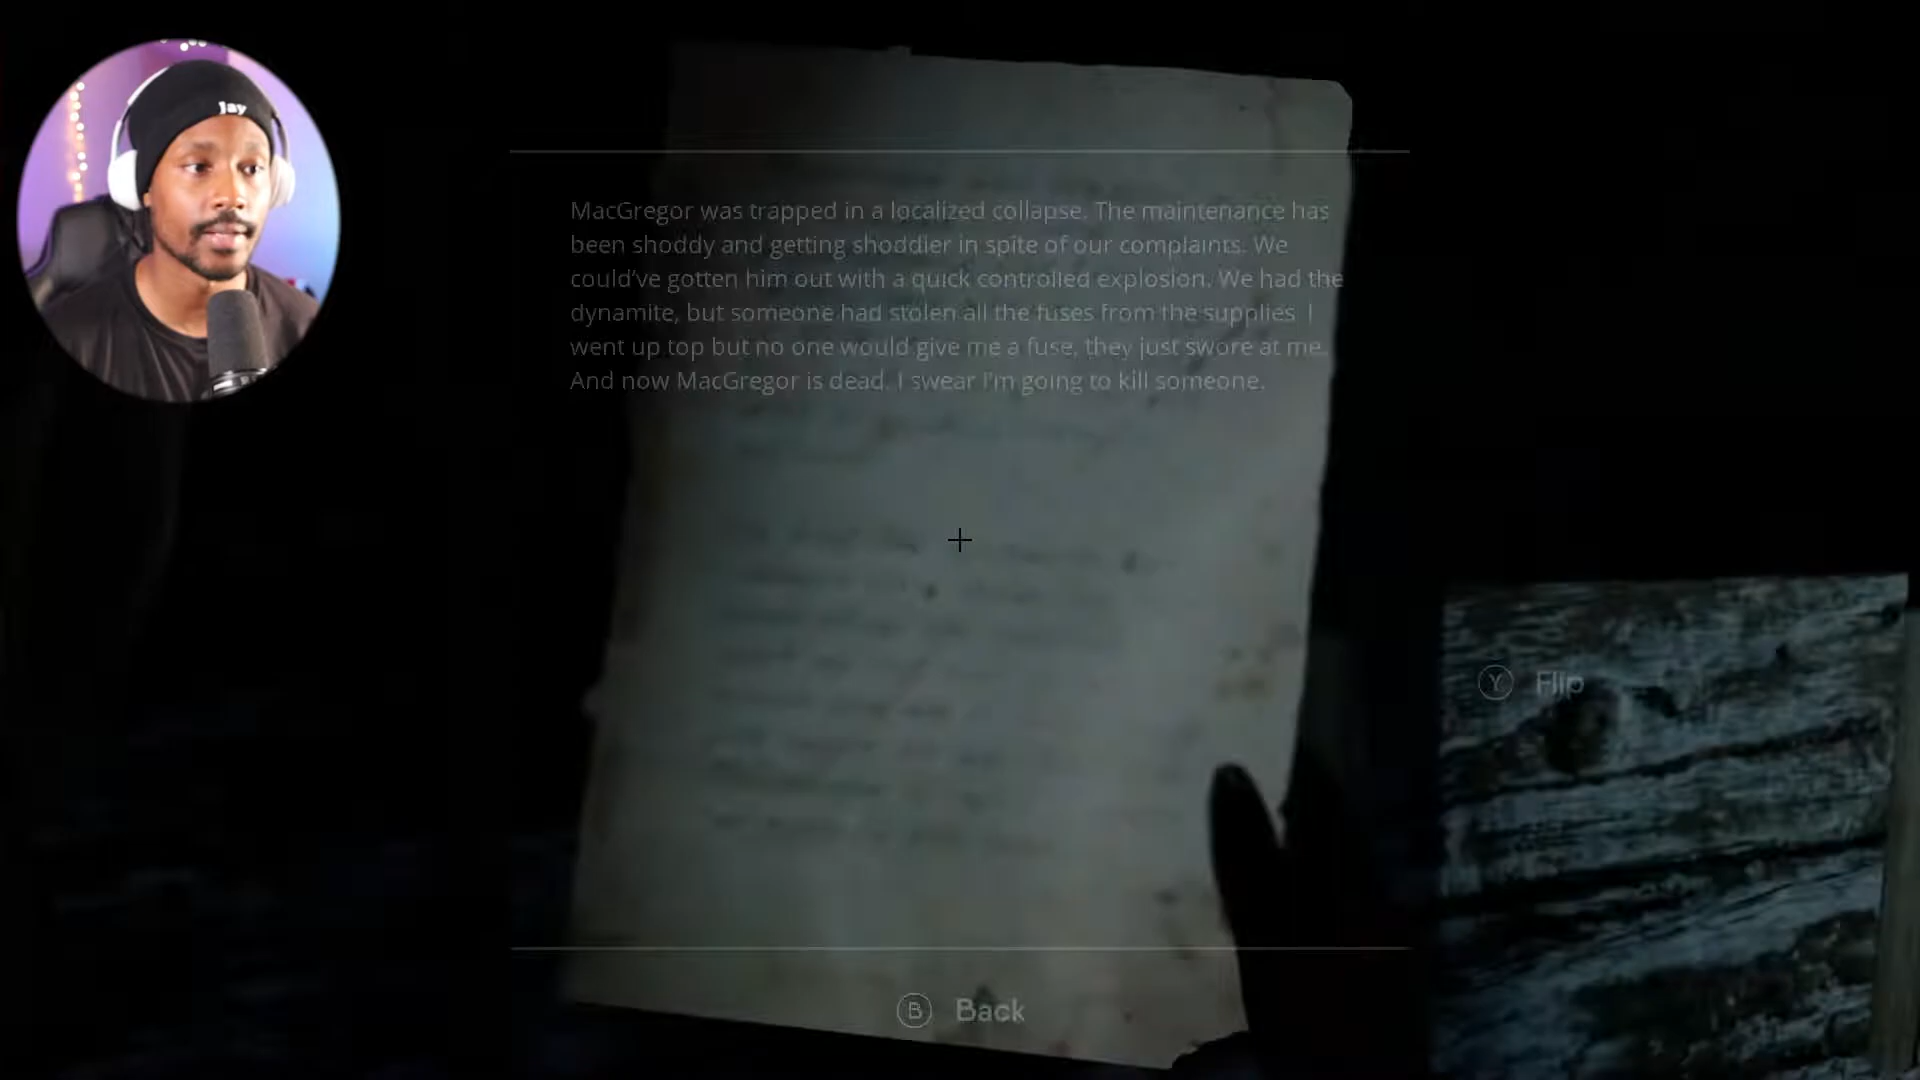 Jay
MacGregor was trapped in a localized collapse. The maintenance has
been shoddy and getting shoddier in spite of our complaints. We
could've gotten him out with a quick controlled explosion. We had the
dynamite, but someone had stolen all the fuses from the supplies I
went up top but no one would give me a fuse, they just swore at me.
And now MacGregor is dead. I swear I'm going to kill someone.
Y Flip
B Back